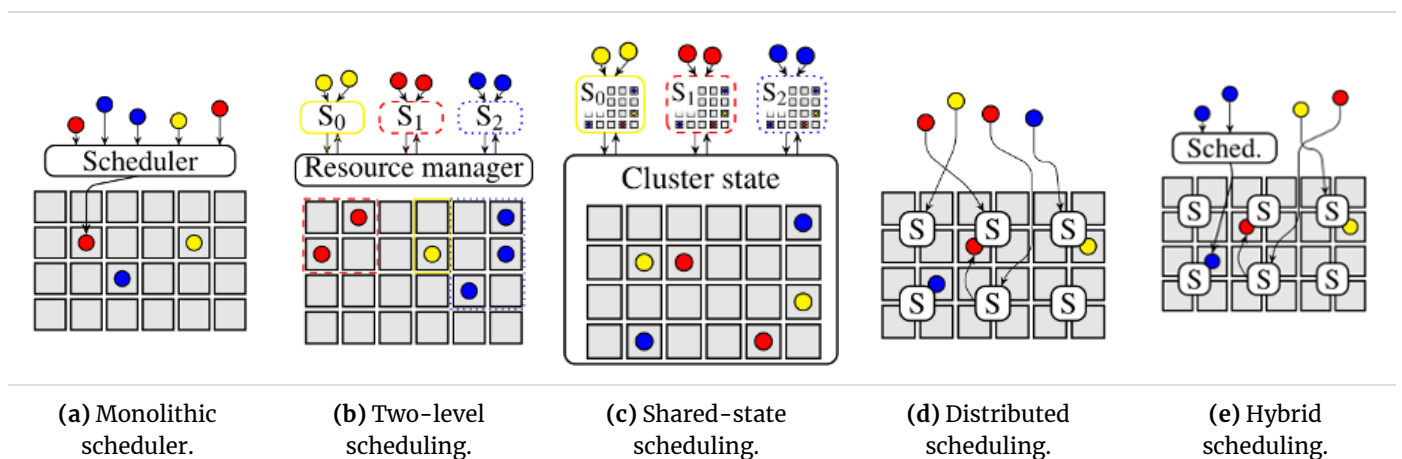 Scheduler
S0
S1
S2
Resource manager
S0
S1
S2
Cluster state
S
S
S
S
S
S
Sched.
S
S
S
S
S
S
(a) Monolithic
scheduler.
(b) Two-level
scheduling.
(c) Shared-state
scheduling.
(d) Distributed
scheduling.
(e) Hybrid
scheduling.